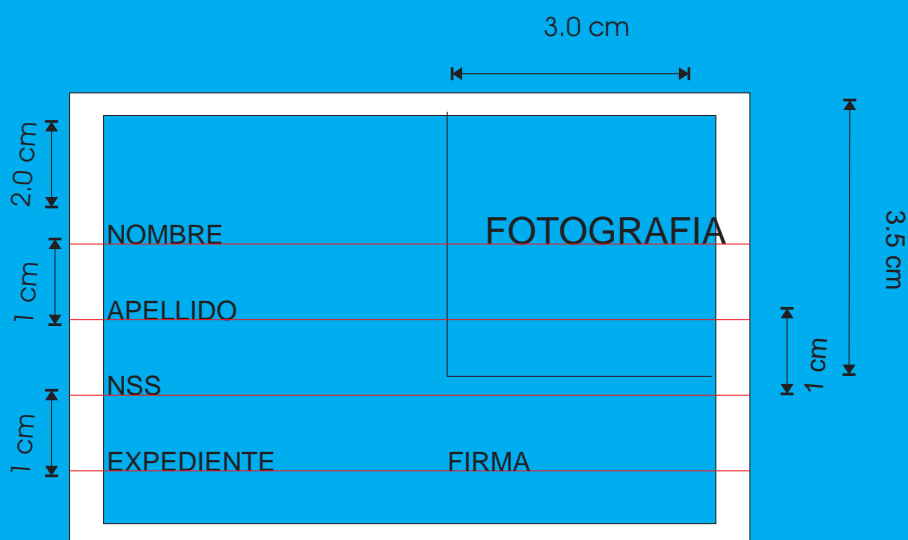 3.0 cm
2.0 cm
NOMBRE
FOTOGRAFIA
3.5 cm
1 cm
APELLIDO
1 cm
NSS
1 cm
EXPEDIENTE
FIRMA